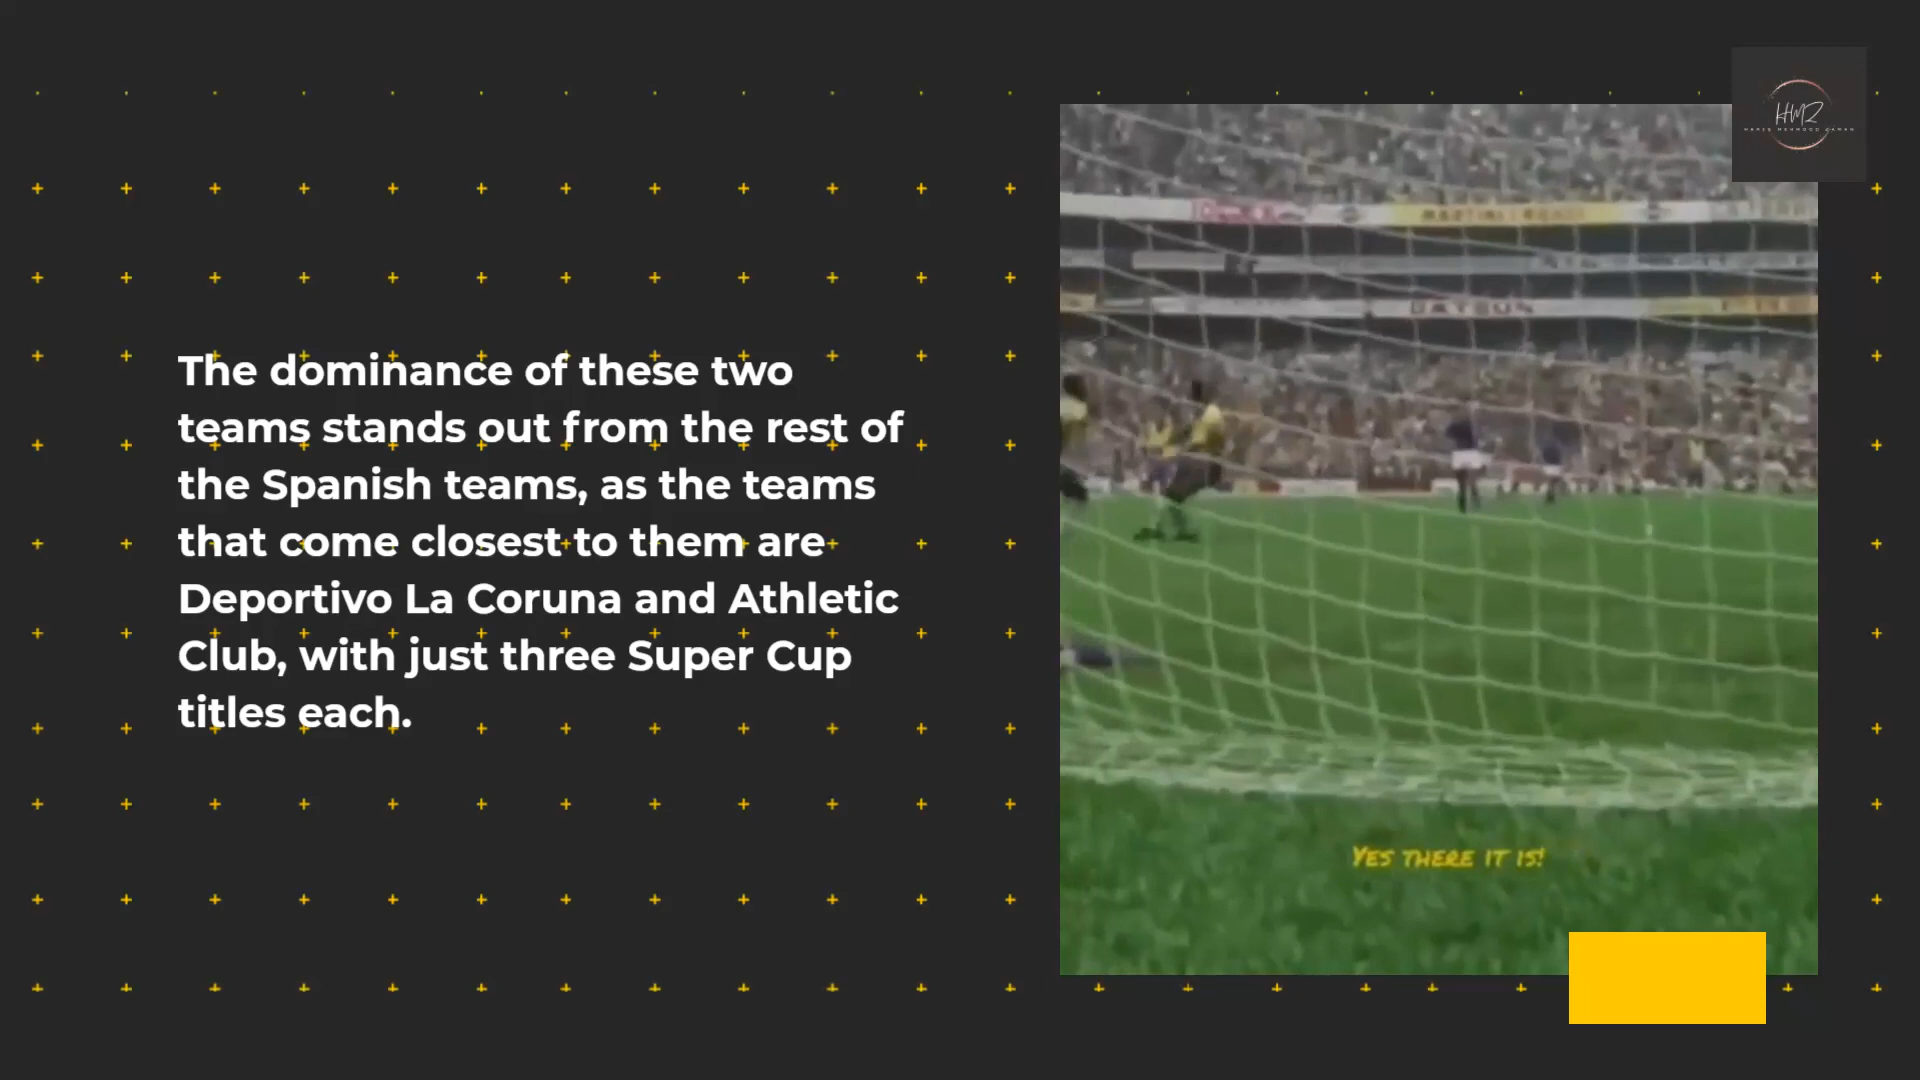 The dominance of these two
teams stands out from the rest of
the Spanish teams, as the teams
that come closest to them are
Deportivo La Coruna and Athletic
Club, with just three Super Cup
titles each.
HMZ
MARTINI
DATSUN
YES THERE IT IS!